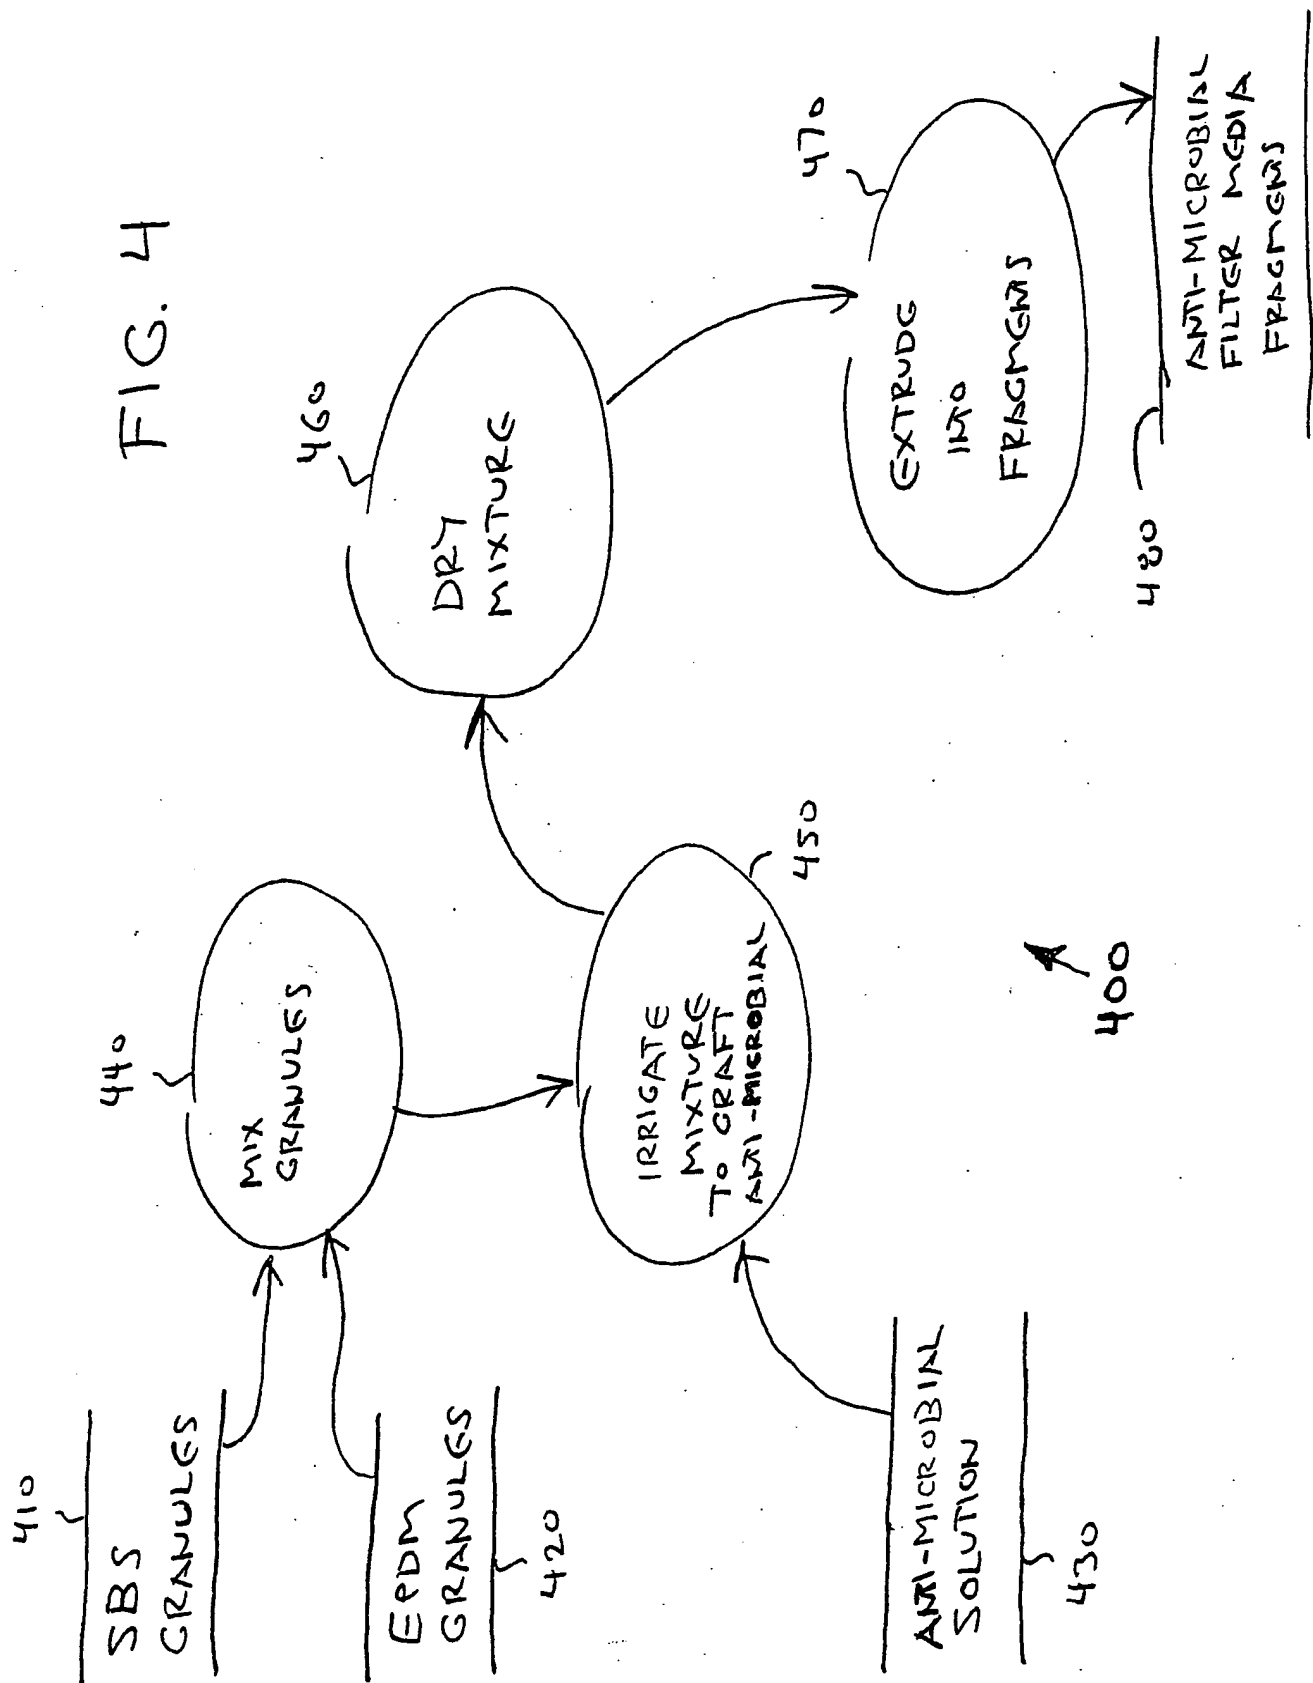 FIG. 4
410
SBS
GRANULES
EPDM
GRANULES
420
440
MIX
GRANULES
ANTI-MICROBIAL
SOLUTION
430
IRRIGATE
MIXTURE
TO GRAFT
ANTI-MICROBIAL
450
460
DRY
MIXTURE
470
EXTRUDE
INTO
FRAGMENTS
480
ANTI-MICROBIAL
FILTER MEDIA
FRAGMENTS
400